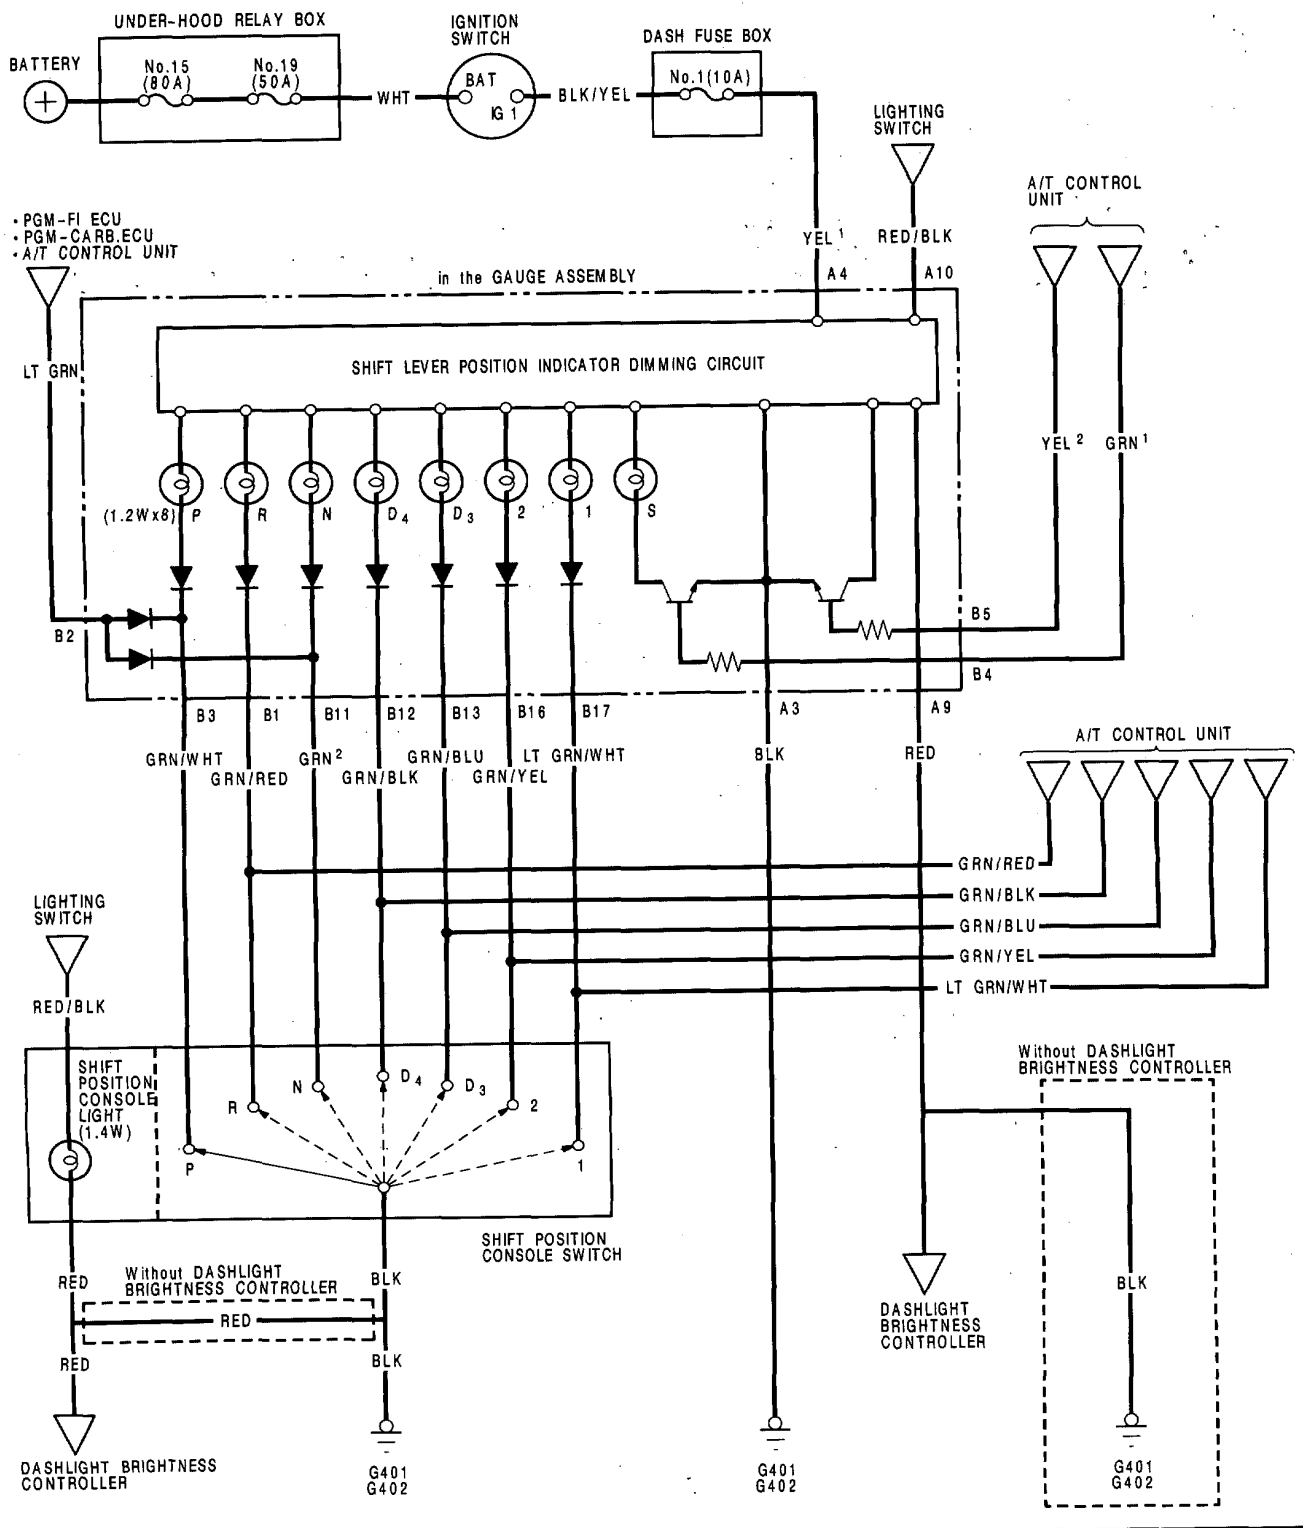 UNDER-HOOD RELAY BOX
IGNITION
SWITCH
DASH FUSE BOX
BATTERY
No.15
(80A)
No.19
(50A)
WHT
BAT
IG 1
BLK/YEL
No.1(10A)
LIGHTING
SWITCH
A/T CONTROL
UNIT
• PGM-FI ECU
• PGM-CARB.ECU
• A/T CONTROL UNIT
YEL 1
RED/BLK
in the GAUGE ASSEMBLY
A4
A10
LT GRN
SHIFT LEVER POSITION INDICATOR DIMMING CIRCUIT
YEL 2
GRN 1
(1.2Wx8) P
R
N
D4
D3
2
1
S
B2
B5
B4
B3
B1
B11
B12
B13
B16
B17
A3
A9
GRN/WHT
GRN/RED
GRN 2
GRN/BLK
GRN/BLU
GRN/YEL
LT GRN/WHT
BLK
RED
A/T CONTROL UNIT
GRN/RED
GRN/BLK
GRN/BLU
GRN/YEL
LT GRN/WHT
LIGHTING
SWITCH
RED/BLK
SHIFT
POSITION
CONSOLE
LIGHT
(1.4W)
P
R
N
D4
D3
2
1
Without DASHLIGHT
BRIGHTNESS CONTROLLER
SHIFT POSITION
CONSOLE SWITCH
RED
Without DASHLIGHT
BRIGHTNESS CONTROLLER
RED
BLK
BLK
RED
BLK
DASHLIGHT
BRIGHTNESS
CONTROLLER
DASHLIGHT BRIGHTNESS
CONTROLLER
G401
G402
G401
G402
G401
G402